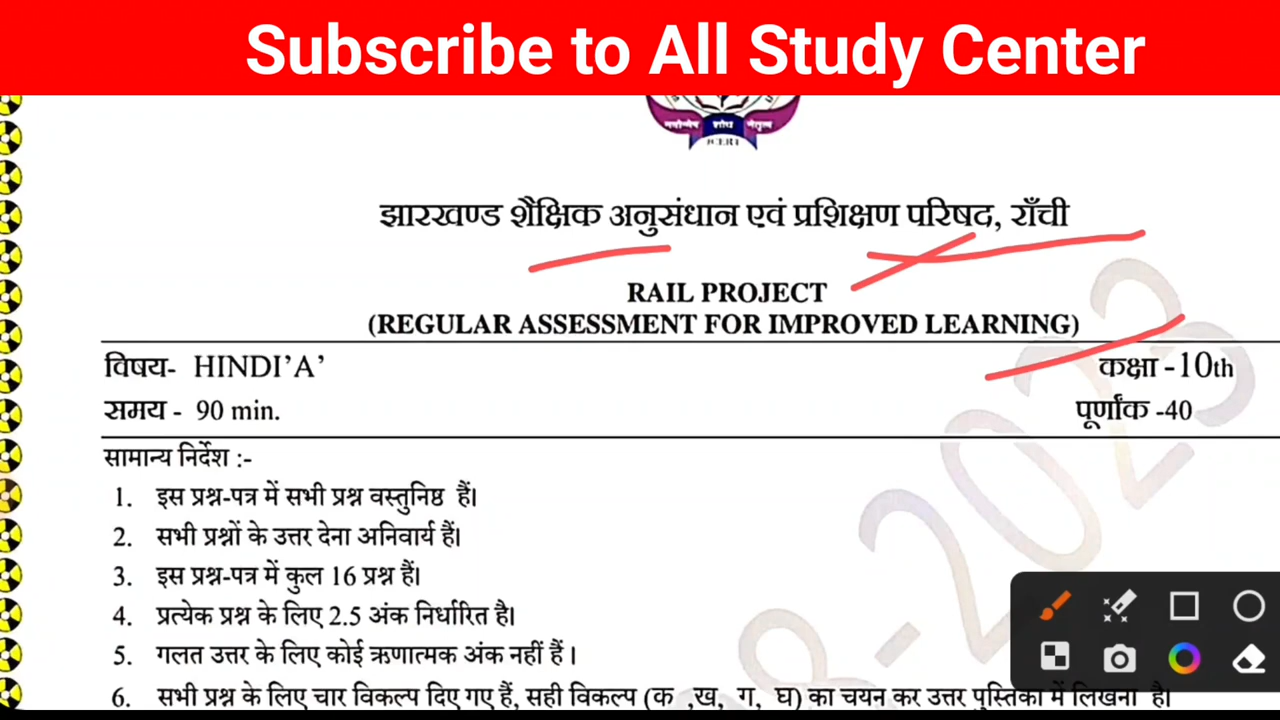 Subscribe to All Study Center
शोध
JCERT
झारखण्ड शैक्षिक अनुसंधान एवं प्रशिक्षण परिषद, राँची
RAIL PROJECT
(REGULAR ASSESSMENT FOR IMPROVED LEARNING)
विषय- HINDI’A’ कक्षा -10th
समय - 90 min. पूर्णांक -40
सामान्य निर्देश :-
1. इस प्रश्न-पत्र में सभी प्रश्न वस्तुनिष्ठ हैं।
2. सभी प्रश्नों के उत्तर देना अनिवार्य हैं।
3. इस प्रश्न-पत्र में कुल 16 प्रश्न हैं।
4. प्रत्येक प्रश्न के लिए 2.5 अंक निर्धारित है।
5. गलत उत्तर के लिए कोई ऋणात्मक अंक नहीं हैं ।
6. सभी प्रश्न के लिए चार विकल्प दिए गए हैं, सही विकल्प (क ,ख, ग, घ) का चयन कर उत्तर पुस्तिका में लिखना है।
8-2023